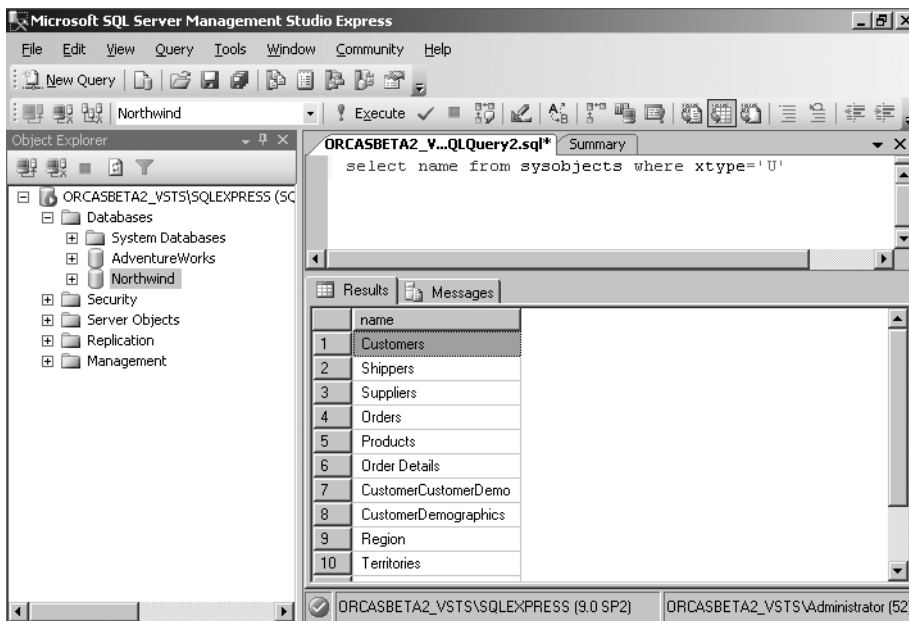 Microsoft SQL Server Management Studio Express
File Edit View Query Tools Window Community Help
New Query
Northwind Execute
Object Explorer
ORCASBETA2_VSTS\SQLEXPRESS (SQ
Databases
System Databases
AdventureWorks
Northwind
Security
Server Objects
Replication
Management
ORCASBETA2_V...QLQuery2.sql* Summary
select name from sysobjects where xtype='U'
Results Messages
name
1 Customers
2 Shippers
3 Suppliers
4 Orders
5 Products
6 Order Details
7 CustomerCustomerDemo
8 CustomerDemographics
9 Region
10 Territories
ORCASBETA2_VSTS\SQLEXPRESS (9.0 SP2) ORCASBETA2_VSTS\Administrator (52